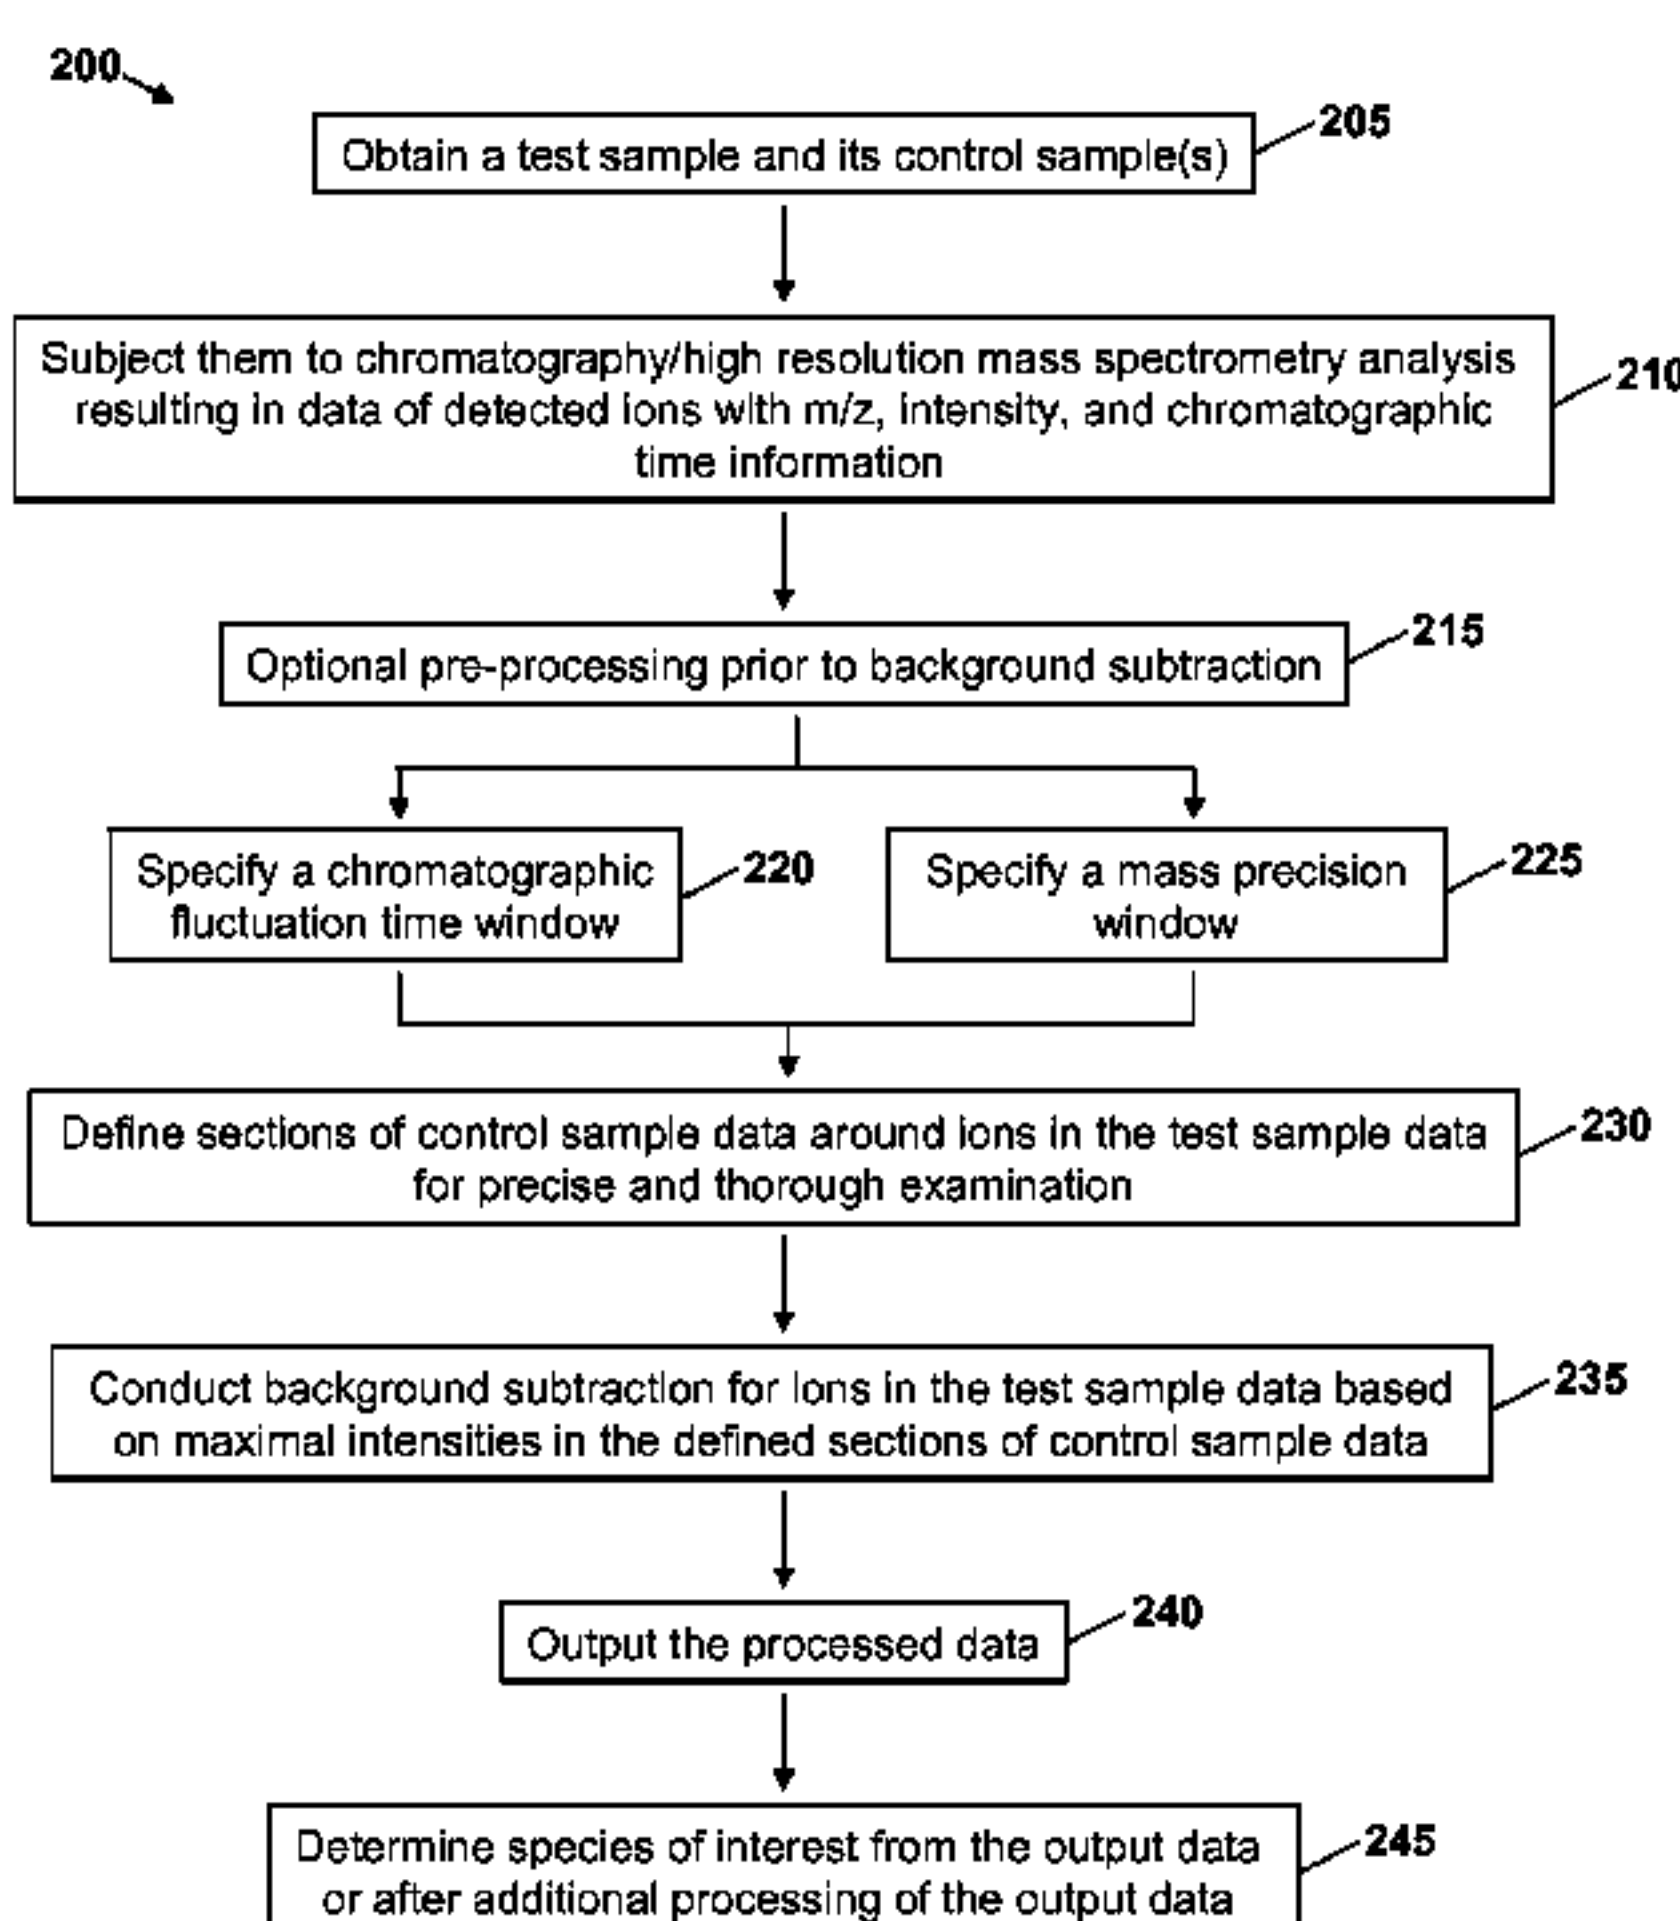 200
205
Obtain a test sample and its control sample(s)
Subject them to chromatography/high resolution mass spectrometry analysis
210
resulting in data of detected ions with m/z, intensity, and chromatographic
time information
215
Optional pre-processing prior to background subtraction
Specify a chromatographic
fluctuation time window
220
Specify a mass precision
window
225
Define sections of control sample data around ions in the test sample data
for precise and thorough examination
230
Conduct background subtraction for ions in the test sample data based
on maximal intensities in the defined sections of control sample data
235
240
Output the processed data
Determine species of interest from the output data
or after additional processing of the output data
245